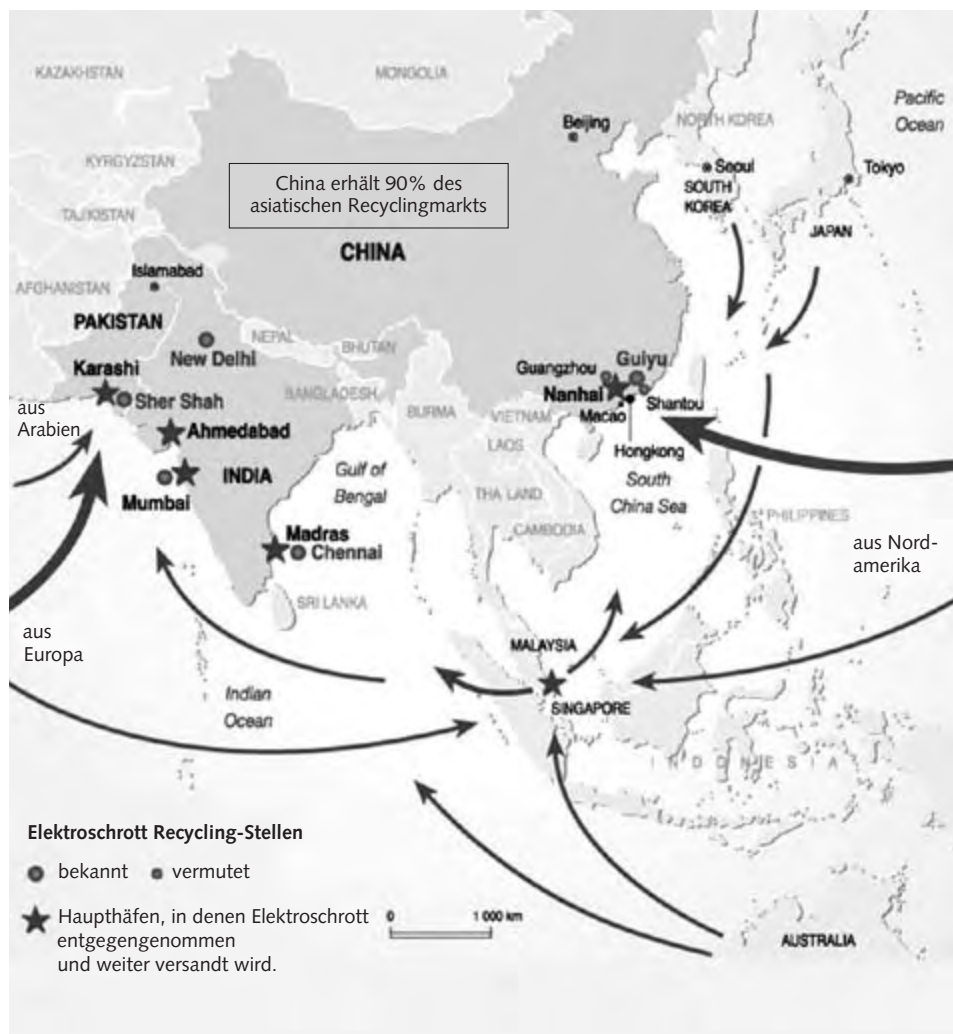 KAZAKHSTAN
MONGOLIA
Pacific
Ocean
Beijing
NORTH KOREA
KYRGYZSTAN
China erhält 90% des
asiatischen Recyclingmarkts
Seoul
Tokyo
SOUTH
KOREA
TAJIKISTAN
JAPAN
CHINA
Islamabad
AFGHANISTAN
PAKISTAN
NEPAL
BHUTAN
New Delhi
Karashi
Guangzhou
Guiyu
BANGLADESH
Nanhai
Sher Shah
Shantou
aus
Arabien
BURMA
VIETNAM
Macao
Ahmedabad
LAOS
Hongkong
INDIA
Gulf of
Bengal
South
China Sea
Mumbai
THA LAND
PHILIPPINES
Madras
CAMBODIA
Chennai
aus Nord-
amerika
SRI LANKA
aus
Europa
MALAYSIA
Indian
Ocean
SINGAPORE
INDONESIA
Elektroschrott Recycling-Stellen
bekannt vermutet
Haupthäfen, in denen Elektroschrott
entgegengenommen
und weiter versandt wird.
0 1 000 km
AUSTRALIA